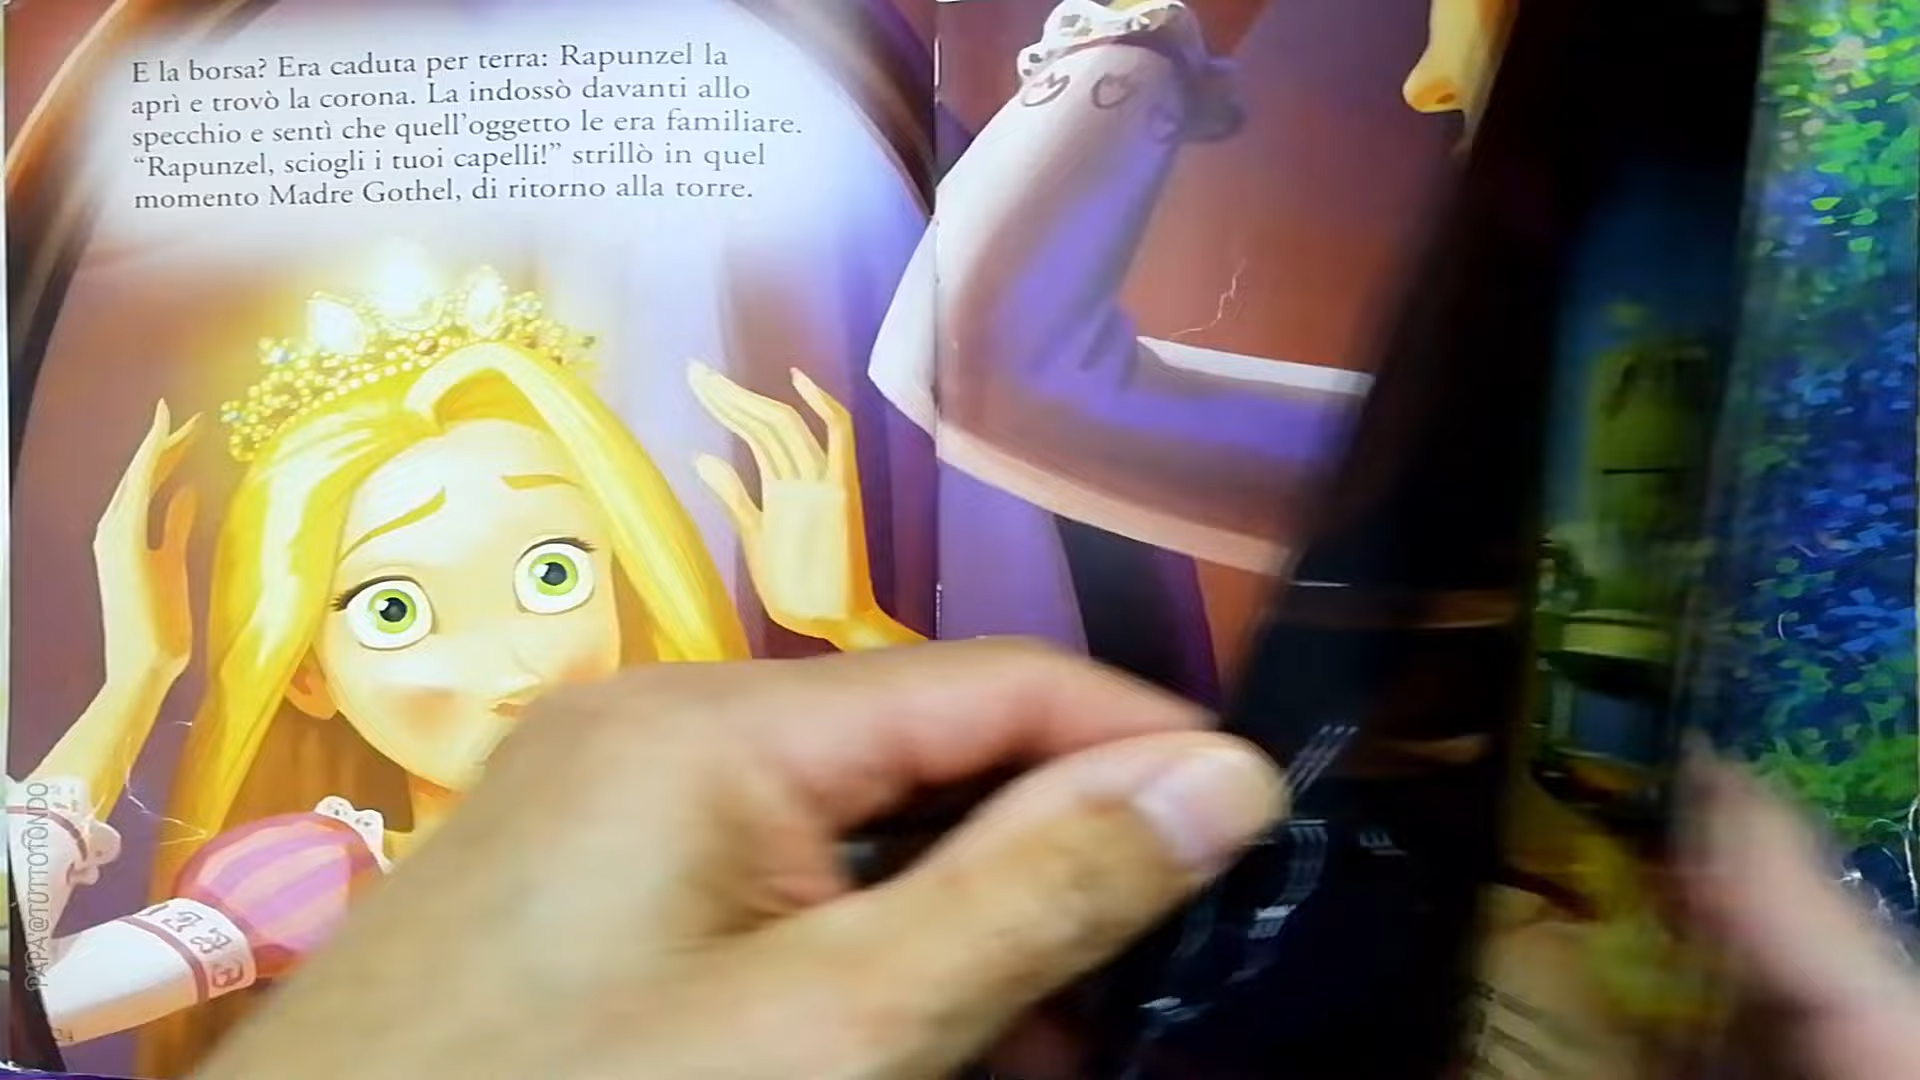 E la borsa? Era caduta per terra: Rapunzel la
aprì e trovò la corona. La indossò davanti allo
specchio e sentì che quell'oggetto le era familiare.
“Rapunzel, sciogli i tuoi capelli!” strillò in quel
momento Madre Gothel, di ritorno alla torre.
PAPA'@TUTTOTONDO
24